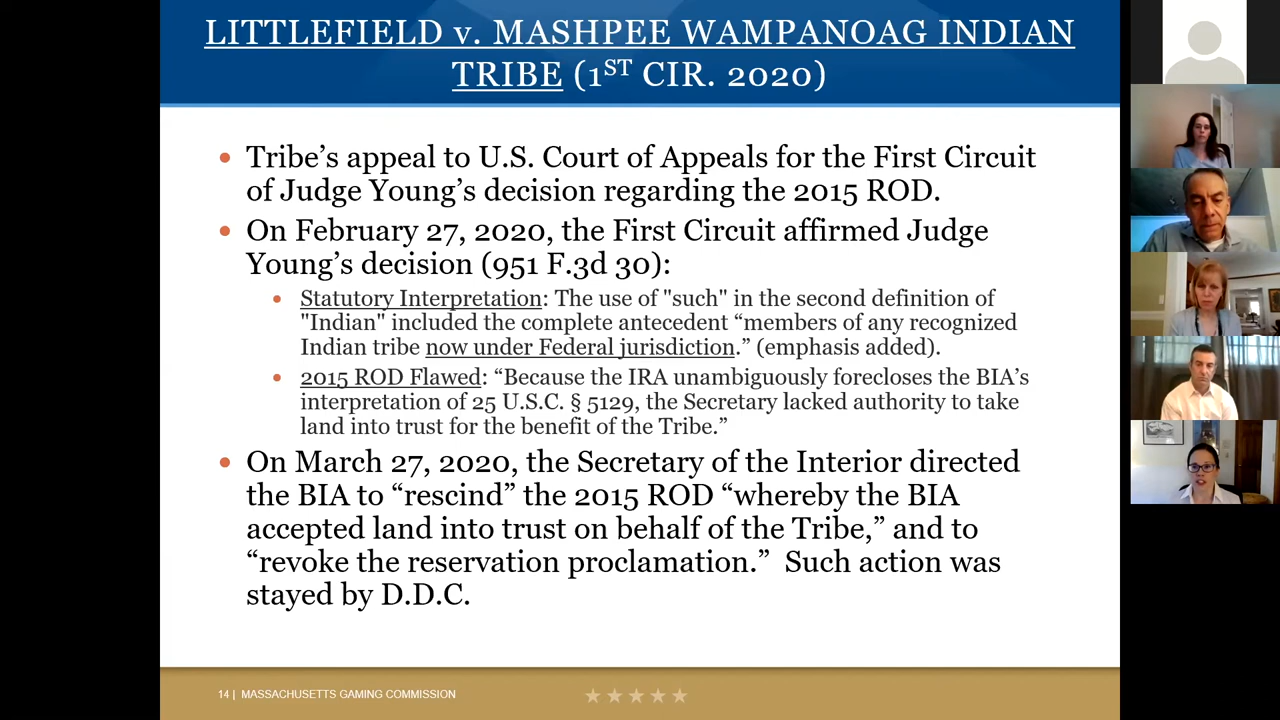 LITTLEFIELD v. MASHPEE WAMPANOAG INDIAN
TRIBE (1ST CIR. 2020)
• Tribe’s appeal to U.S. Court of Appeals for the First Circuit
of Judge Young’s decision regarding the 2015 ROD.
• On February 27, 2020, the First Circuit affirmed Judge
Young’s decision (951 F.3d 30):
• Statutory Interpretation: The use of "such" in the second definition of
"Indian" included the complete antecedent “members of any recognized
Indian tribe now under Federal jurisdiction.” (emphasis added).
• 2015 ROD Flawed: “Because the IRA unambiguously forecloses the BIA’s
interpretation of 25 U.S.C. § 5129, the Secretary lacked authority to take
land into trust for the benefit of the Tribe.”
• On March 27, 2020, the Secretary of the Interior directed
the BIA to “rescind” the 2015 ROD “whereby the BIA
accepted land into trust on behalf of the Tribe,” and to
“revoke the reservation proclamation.” Such action was
stayed by D.D.C.
14 | MASSACHUSETTS GAMING COMMISSION